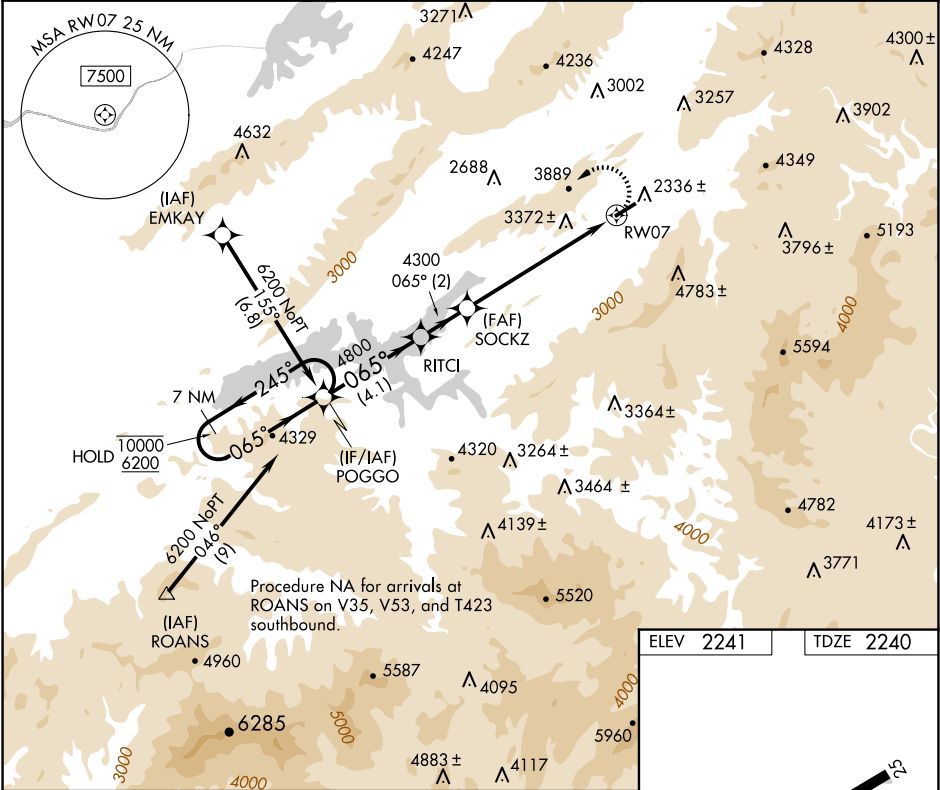 MSA RW07 25 NM
7500
3271
4247
4236
3002
3257
4328
4300±
3902
4632
2688
3889
2336±
4349
3372±
RW07
3796±
5193
(IAF)
EMKAY
6200 NoPT
155°
(6.8)
3000
4300
065° (2)
4783±
3000
4000
(FAF)
SOCKZ
RITCI
5594
4800
065°
(4.1)
245°
7 NM
HOLD
10000
6200
065°
4329
(IF/IAF)
POGGO
3364±
4320
3264±
3464 ±
4782
4139±
4000
4173±
3771
6200 NoPT
046°
(9)
(IAF)
ROANS
Procedure NA for arrivals at
ROANS on V35, V53, and T423
southbound.
5520
4960
5587
4095
4000
5960
6285
5000
3000
4000
4883±
4117
ELEV 2241
TDZE 2240
25